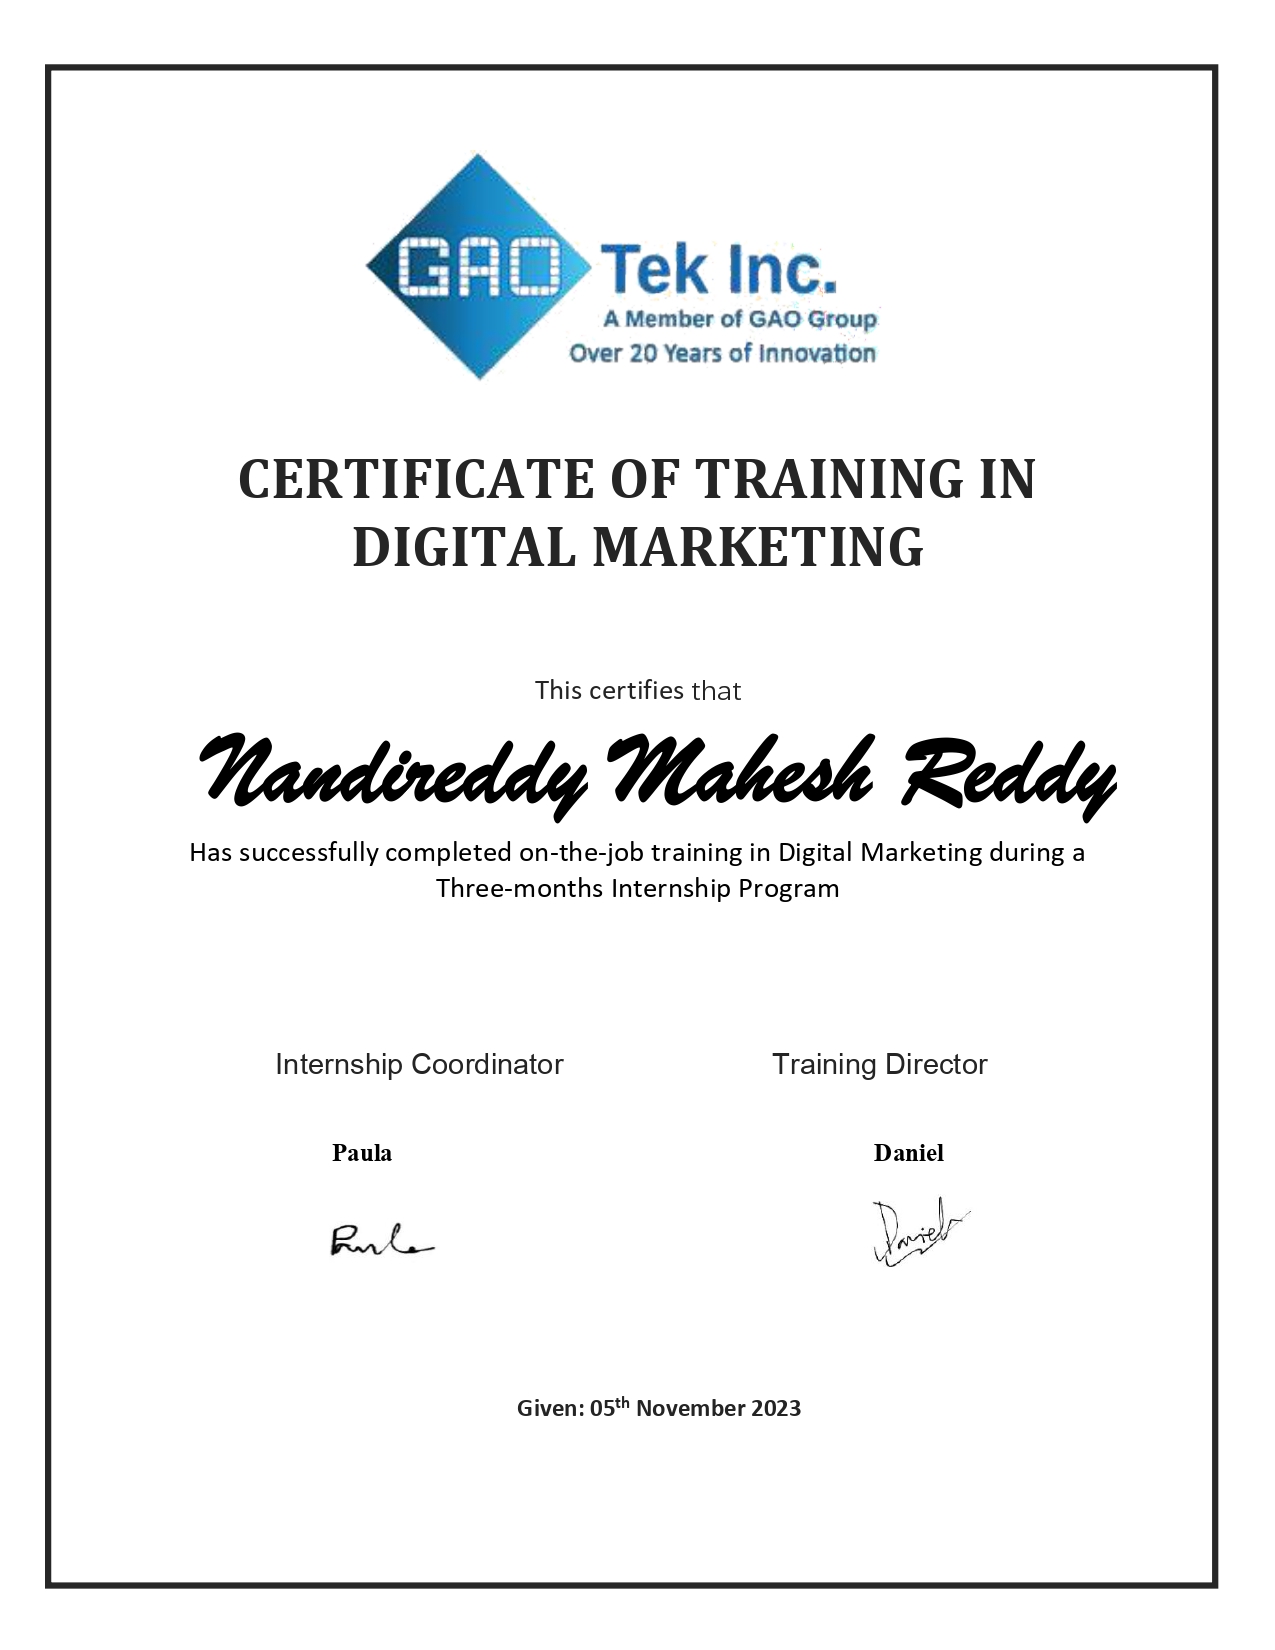 GAO Tek Inc.
A Member of GAO Group
Over 20 Years of Innovation
CERTIFICATE OF TRAINING IN
DIGITAL MARKETING
This certifies that
Nandireddy Mahesh Reddy
Has successfully completed on-the-job training in Digital Marketing during a
Three-months Internship Program
Internship Coordinator Training Director
Paula Daniel
Paula Daniel
Given: 05th November 2023